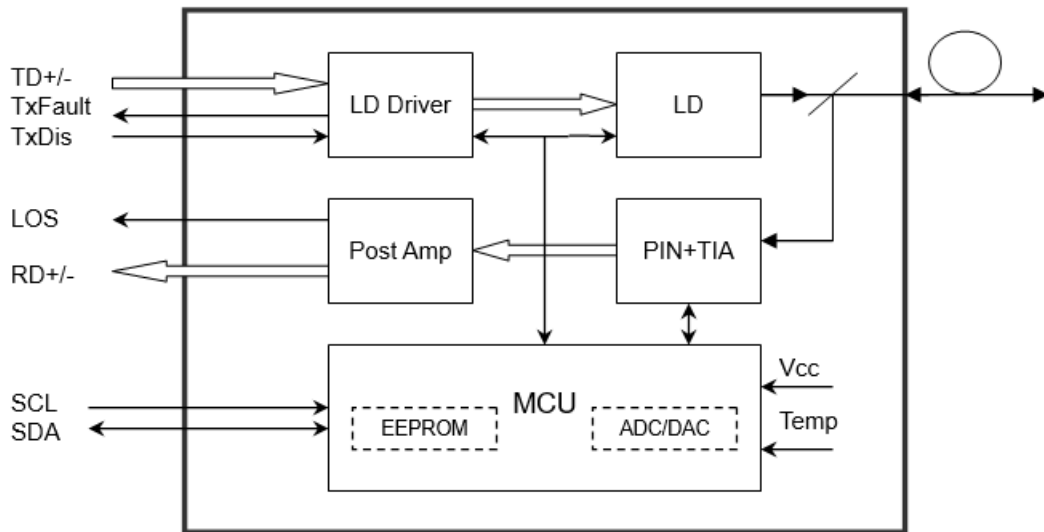 TD+/-
TxFault
TxDis
LD Driver
LD
LOS
RD+/-
Post Amp
PIN+TIA
SCL
SDA
MCU
EEPROM
ADC/DAC
Vcc
Temp